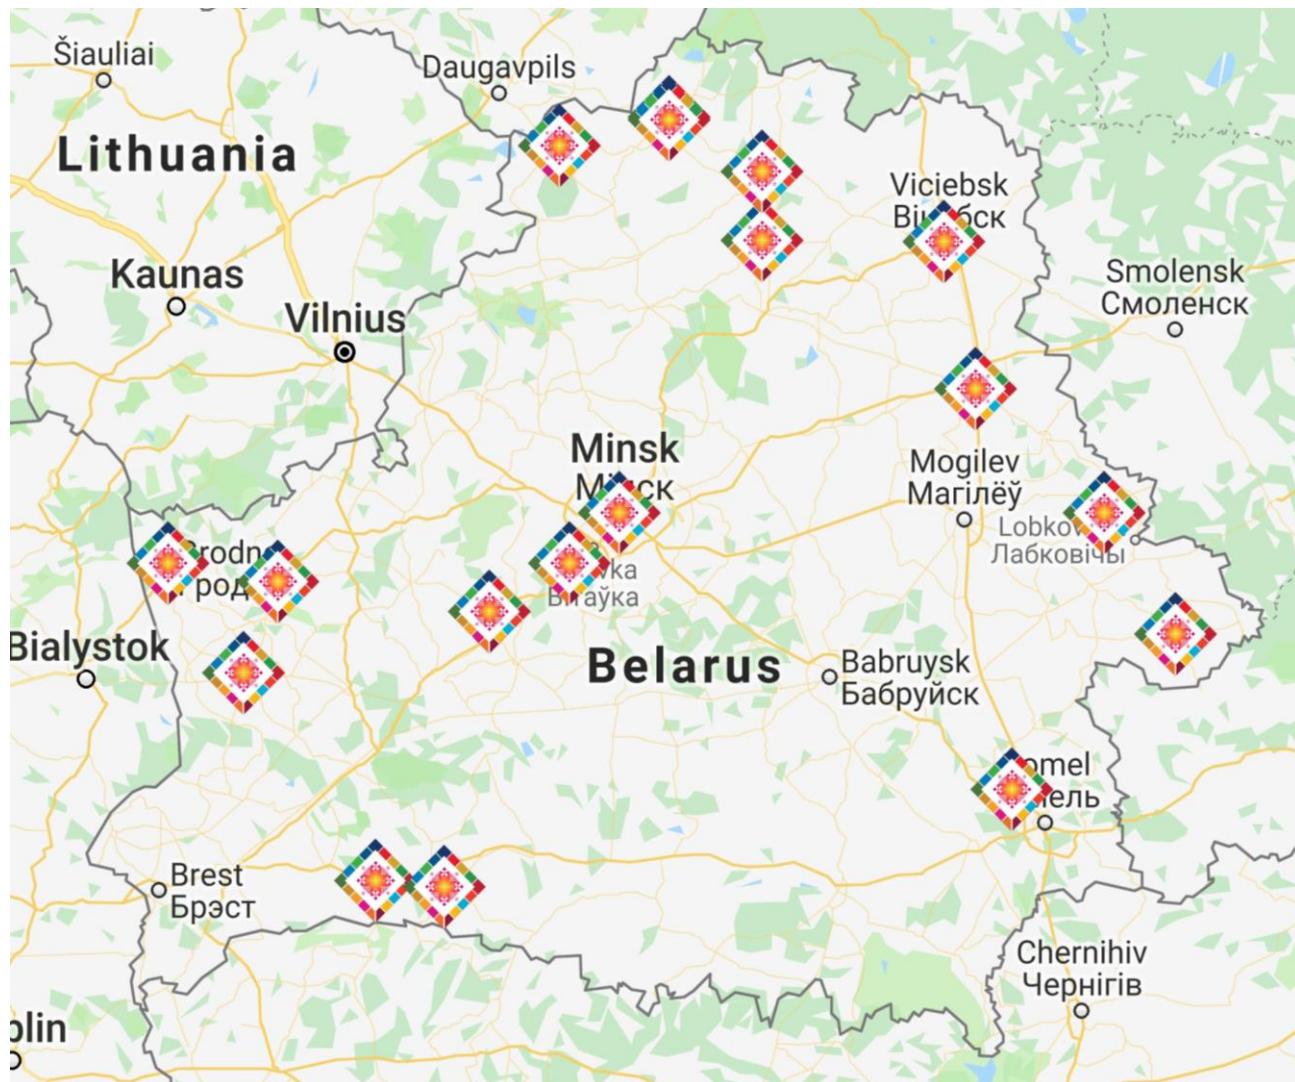 Šiauliai
Daugavpils
Lithuania
Viciebsk
Kaunas
Smolensk
Смоленск
Vilnius
Minsk
Mogilev
Магілёў
Лабковічы
Bialystok
Belarus
Babruysk
Бабруйск
Brest
Брэст
Chernihiv
Чернігів